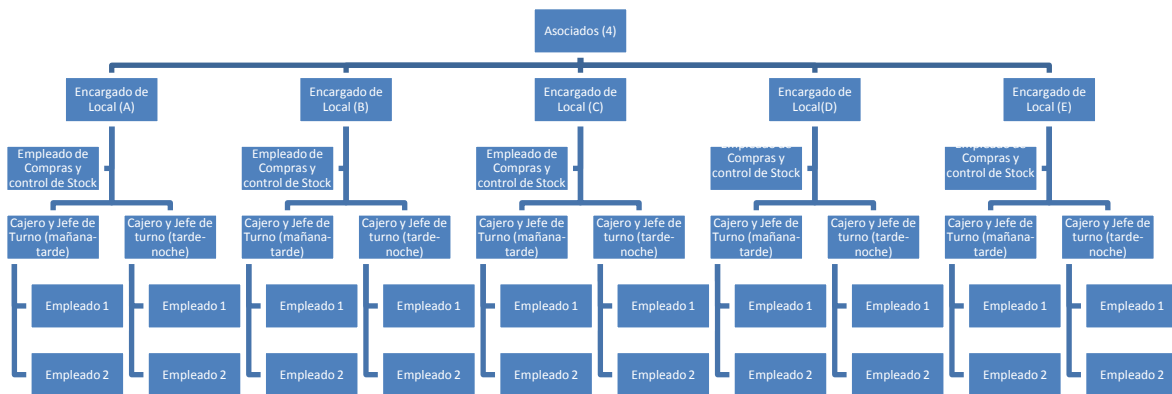 Asociados (4)
Encargado de
Local (A)
Encargado de
Local (B)
Encargado de
Local (C)
Encargado de
Local(D)
Encargado de
Local (E)
Empleado de
Compras y
control de Stock
Empleado de
Compras y
control de Stock
Empleado de
Compras y
control de Stock
Empleado de
Compras y
control de Stock
Empleado de
Compras y
control de Stock
Cajero y Jefe de
Turno (mañana-
tarde)
Cajero y Jefe de
turno (tarde-
noche)
Cajero y Jefe de
Turno (mañana-
tarde)
Cajero y Jefe de
turno (tarde-
noche)
Cajero y Jefe de
Turno (mañana-
tarde)
Cajero y Jefe de
turno (tarde-
noche)
Cajero y Jefe de
Turno (mañana-
tarde)
Cajero y Jefe de
turno (tarde-
noche)
Cajero y Jefe de
Turno (mañana-
tarde)
Cajero y Jefe de
turno (tarde-
noche)
Empleado 1
Empleado 1
Empleado 1
Empleado 1
Empleado 1
Empleado 1
Empleado 1
Empleado 1
Empleado 1
Empleado 1
Empleado 2
Empleado 2
Empleado 2
Empleado 2
Empleado 2
Empleado 2
Empleado 2
Empleado 2
Empleado 2
Empleado 2